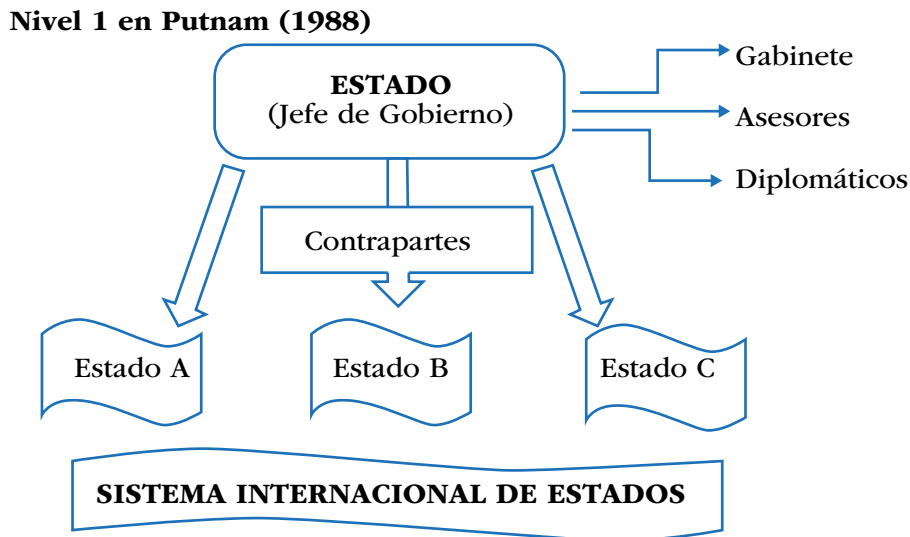 Nivel 1 en Putnam (1988)
ESTADO
(Jefe de Gobierno)
Gabinete
Asesores
Diplomáticos
Contrapartes
Estado A
Estado B
Estado C
SISTEMA INTERNACIONAL DE ESTADOS